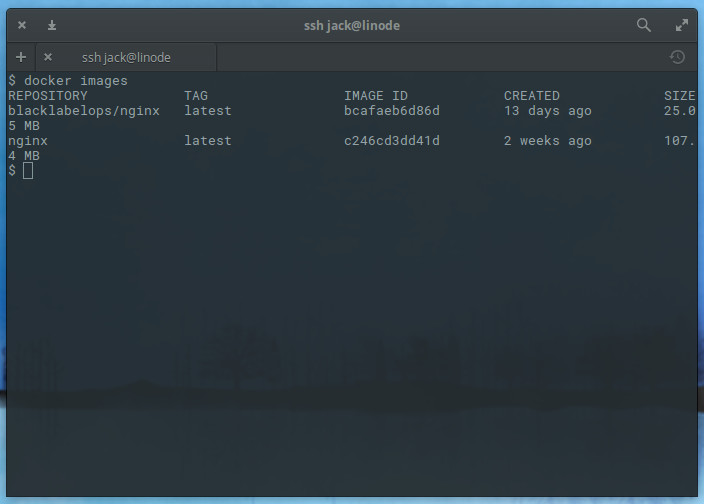 ssh jack@linode
ssh jack@linode
$ docker images
REPOSITORY TAG IMAGE ID CREATED SIZE
blacklabelops/nginx latest bcafaeb6d86d 13 days ago 25.0
5 MB
nginx latest c246cd3dd41d 2 weeks ago 107.
4 MB
$